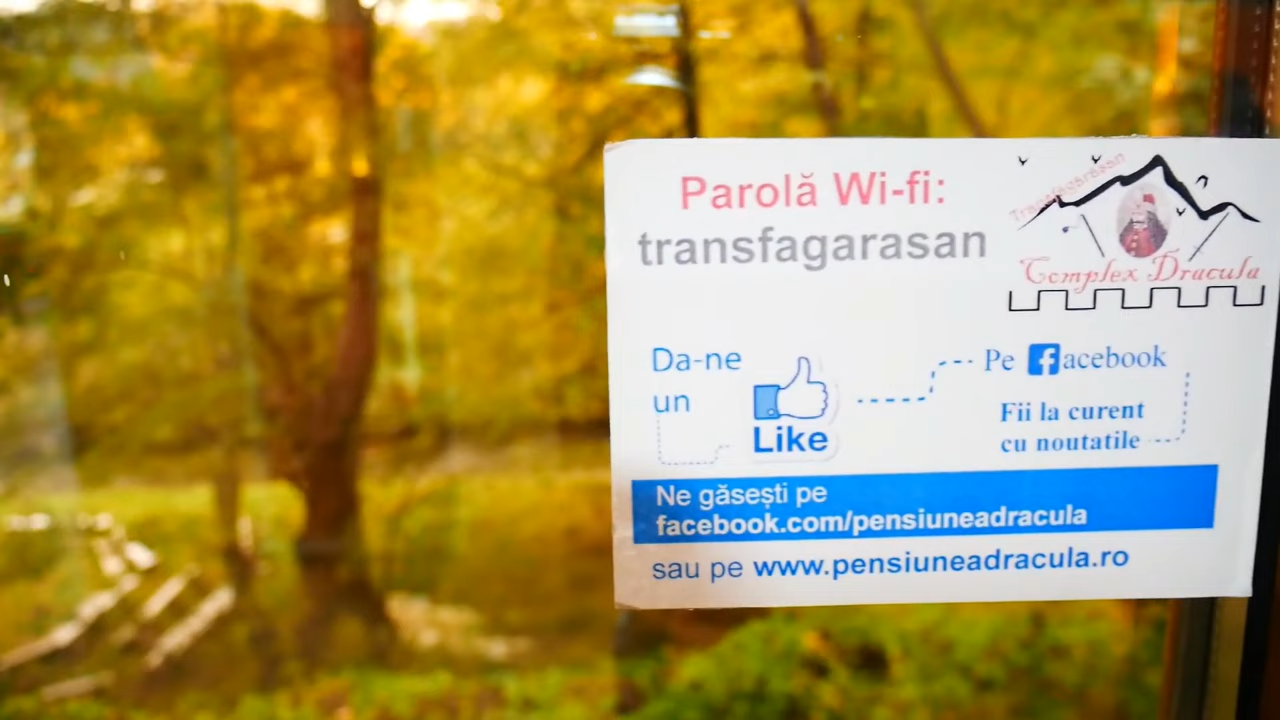 Parolă Wi-fi:
transfagarasan
Transfăgărășan
Complex Dracula
Da-ne
un
Like
Pe facebook
Fii la curent
cu noutatile
Ne găsești pe
facebook.com/pensiuneadracula
sau pe www.pensiuneadracula.ro